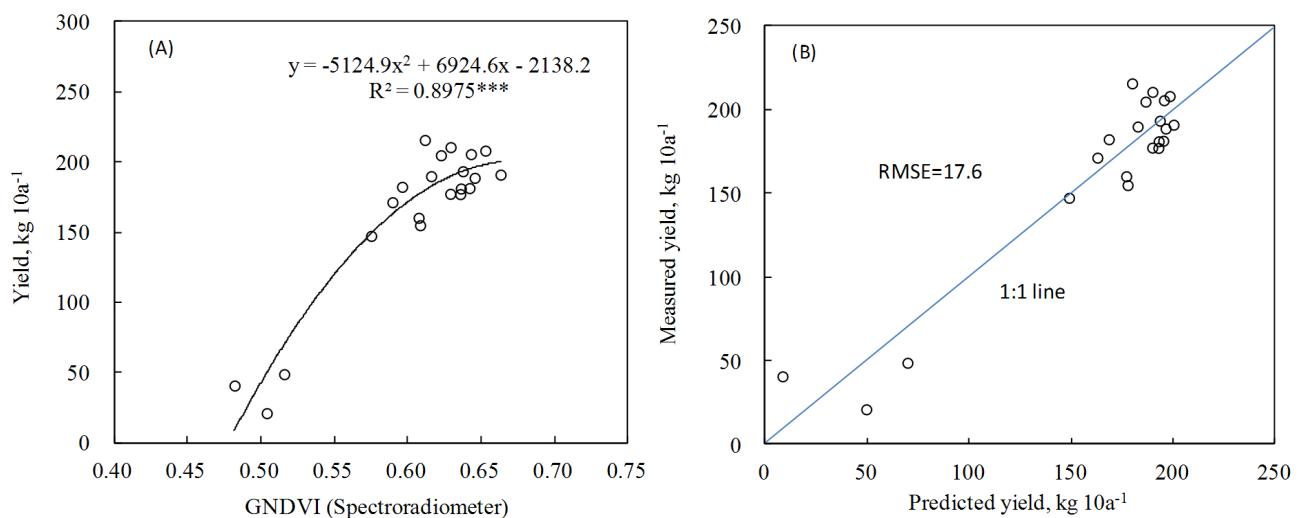 (A)
y = -5124.9x² + 6924.6x - 2138.2
R² = 0.8975***
300
250
200
150
100
50
0
Yield, kg 10a⁻¹
0.40 0.45 0.50 0.55 0.60 0.65 0.70 0.75
GNDVI (Spectroradiometer)
(B)
RMSE=17.6
1:1 line
250
200
150
100
50
0
Measured yield, kg 10a⁻¹
0 50 100 150 200 250
Predicted yield, kg 10a⁻¹